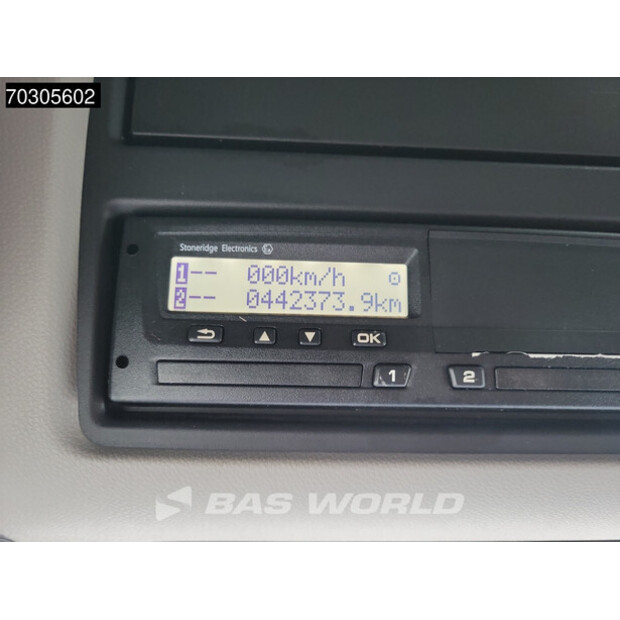 70305602
Stoneridge Electronics
1-- 000km/h
2-- 0442373.9km
OK
1 2
BAS WORLD